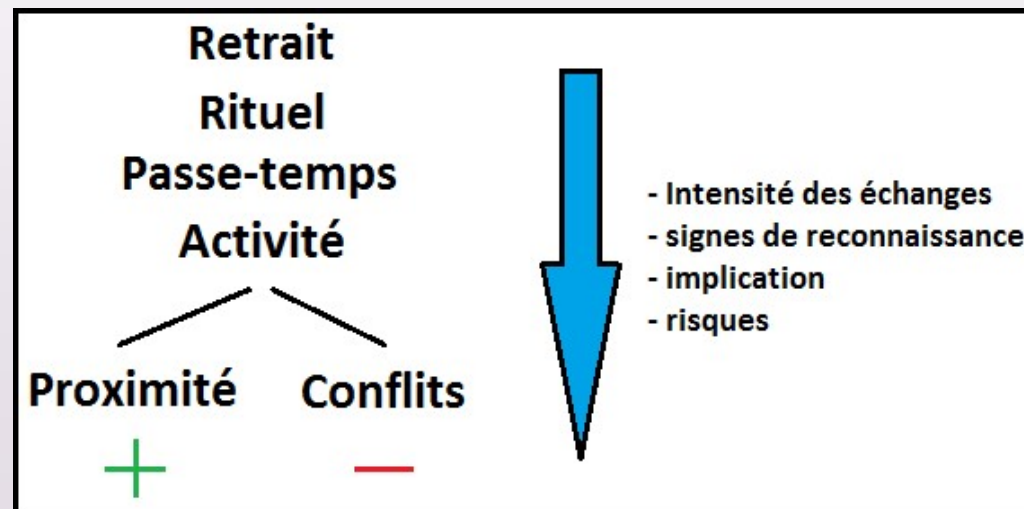 Retrait
Rituel
Passe-temps
Activité
Proximité
Conflits
- Intensité des échanges
- signes de reconnaissance
- implication
- risques